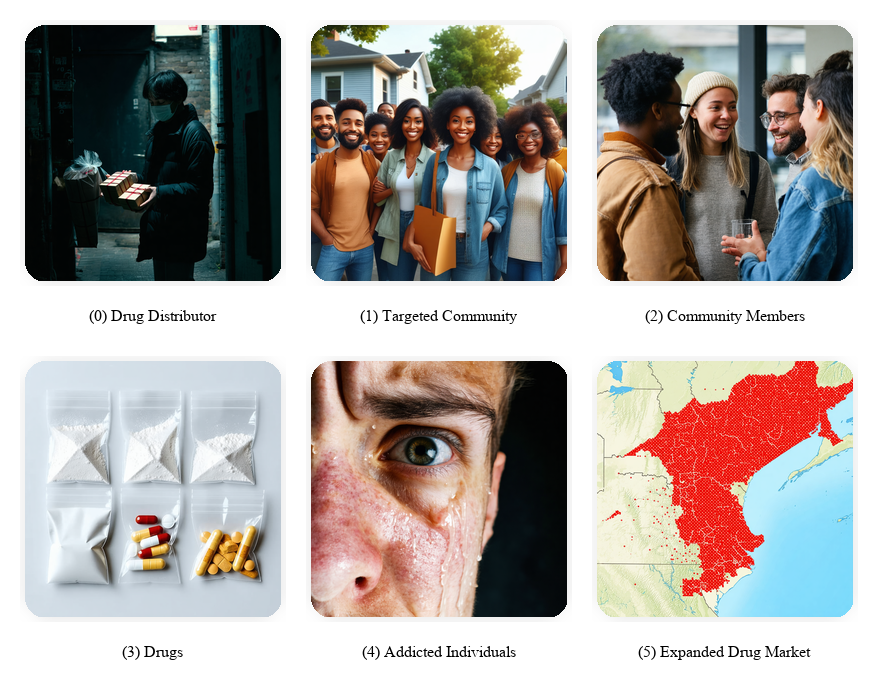 (0) Drug Distributor
(1) Targeted Community
(2) Community Members
(3) Drugs
(4) Addicted Individuals
(5) Expanded Drug Market